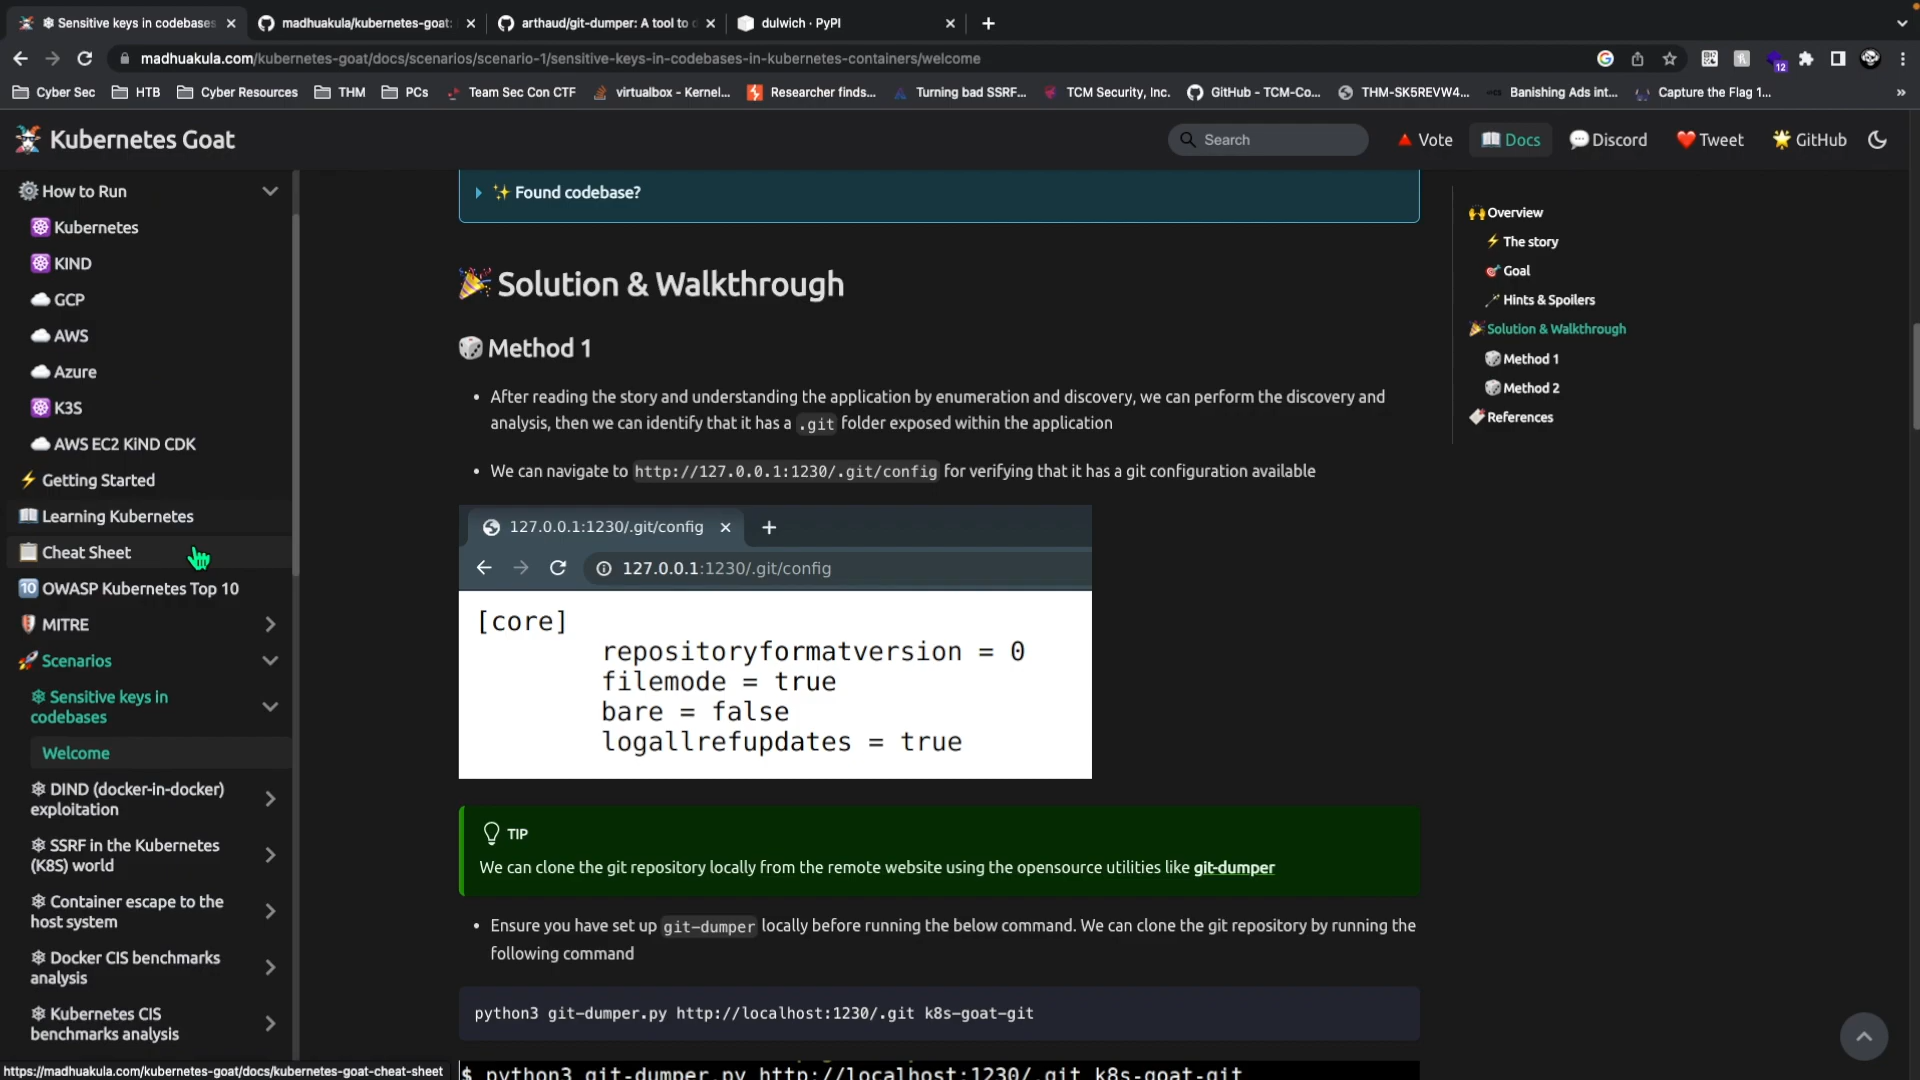 Sensitive keys in codebases
madhuakula/kubernetes-goat:
arthaud/git-dumper: A tool to d
dulwich · PyPI
madhuakula.com/kubernetes-goat/docs/scenarios/scenario-1/sensitive-keys-in-codebases-in-kubernetes-containers/welcome
12
Cyber Sec
HTB
Cyber Resources
THM
PCs
Team Sec Con CTF
virtualbox - Kernel...
Researcher finds...
Turning bad SSRF...
TCM Security, Inc.
GitHub - TCM-Co...
THM-SK5REVW4...
Banishing Ads int...
Capture the Flag 1...
»
Kubernetes Goat
Search
Vote
Docs
Discord
Tweet
GitHub
How to Run
Kubernetes
KIND
GCP
AWS
Azure
K3S
AWS EC2 KiND CDK
Getting Started
Learning Kubernetes
Cheat Sheet
10 OWASP Kubernetes Top 10
MITRE
Scenarios
Sensitive keys in
codebases
Welcome
DIND (docker-in-docker)
exploitation
SSRF in the Kubernetes
(K8S) world
Container escape to the
host system
Docker CIS benchmarks
analysis
Kubernetes CIS
benchmarks analysis
https://madhuakula.com/kubernetes-goat/docs/kubernetes-goat-cheat-sheet
✨ Found codebase?
🎉 Solution & Walkthrough
🎲 Method 1
• After reading the story and understanding the application by enumeration and discovery, we can perform the discovery and
analysis, then we can identify that it has a .git folder exposed within the application
• We can navigate to http://127.0.0.1:1230/.git/config for verifying that it has a git configuration available
127.0.0.1:1230/.git/config
127.0.0.1:1230/.git/config
[core]
repositoryformatversion = 0
filemode = true
bare = false
logallrefupdates = true
TIP
We can clone the git repository locally from the remote website using the opensource utilities like git-dumper
• Ensure you have set up git-dumper locally before running the below command. We can clone the git repository by running the
following command
python3 git-dumper.py http://localhost:1230/.git k8s-goat-git
$ python3 git-dumper.py http://localhost:1230/.git k8s-goat-git
Overview
The story
Goal
Hints & Spoilers
Solution & Walkthrough
Method 1
Method 2
References